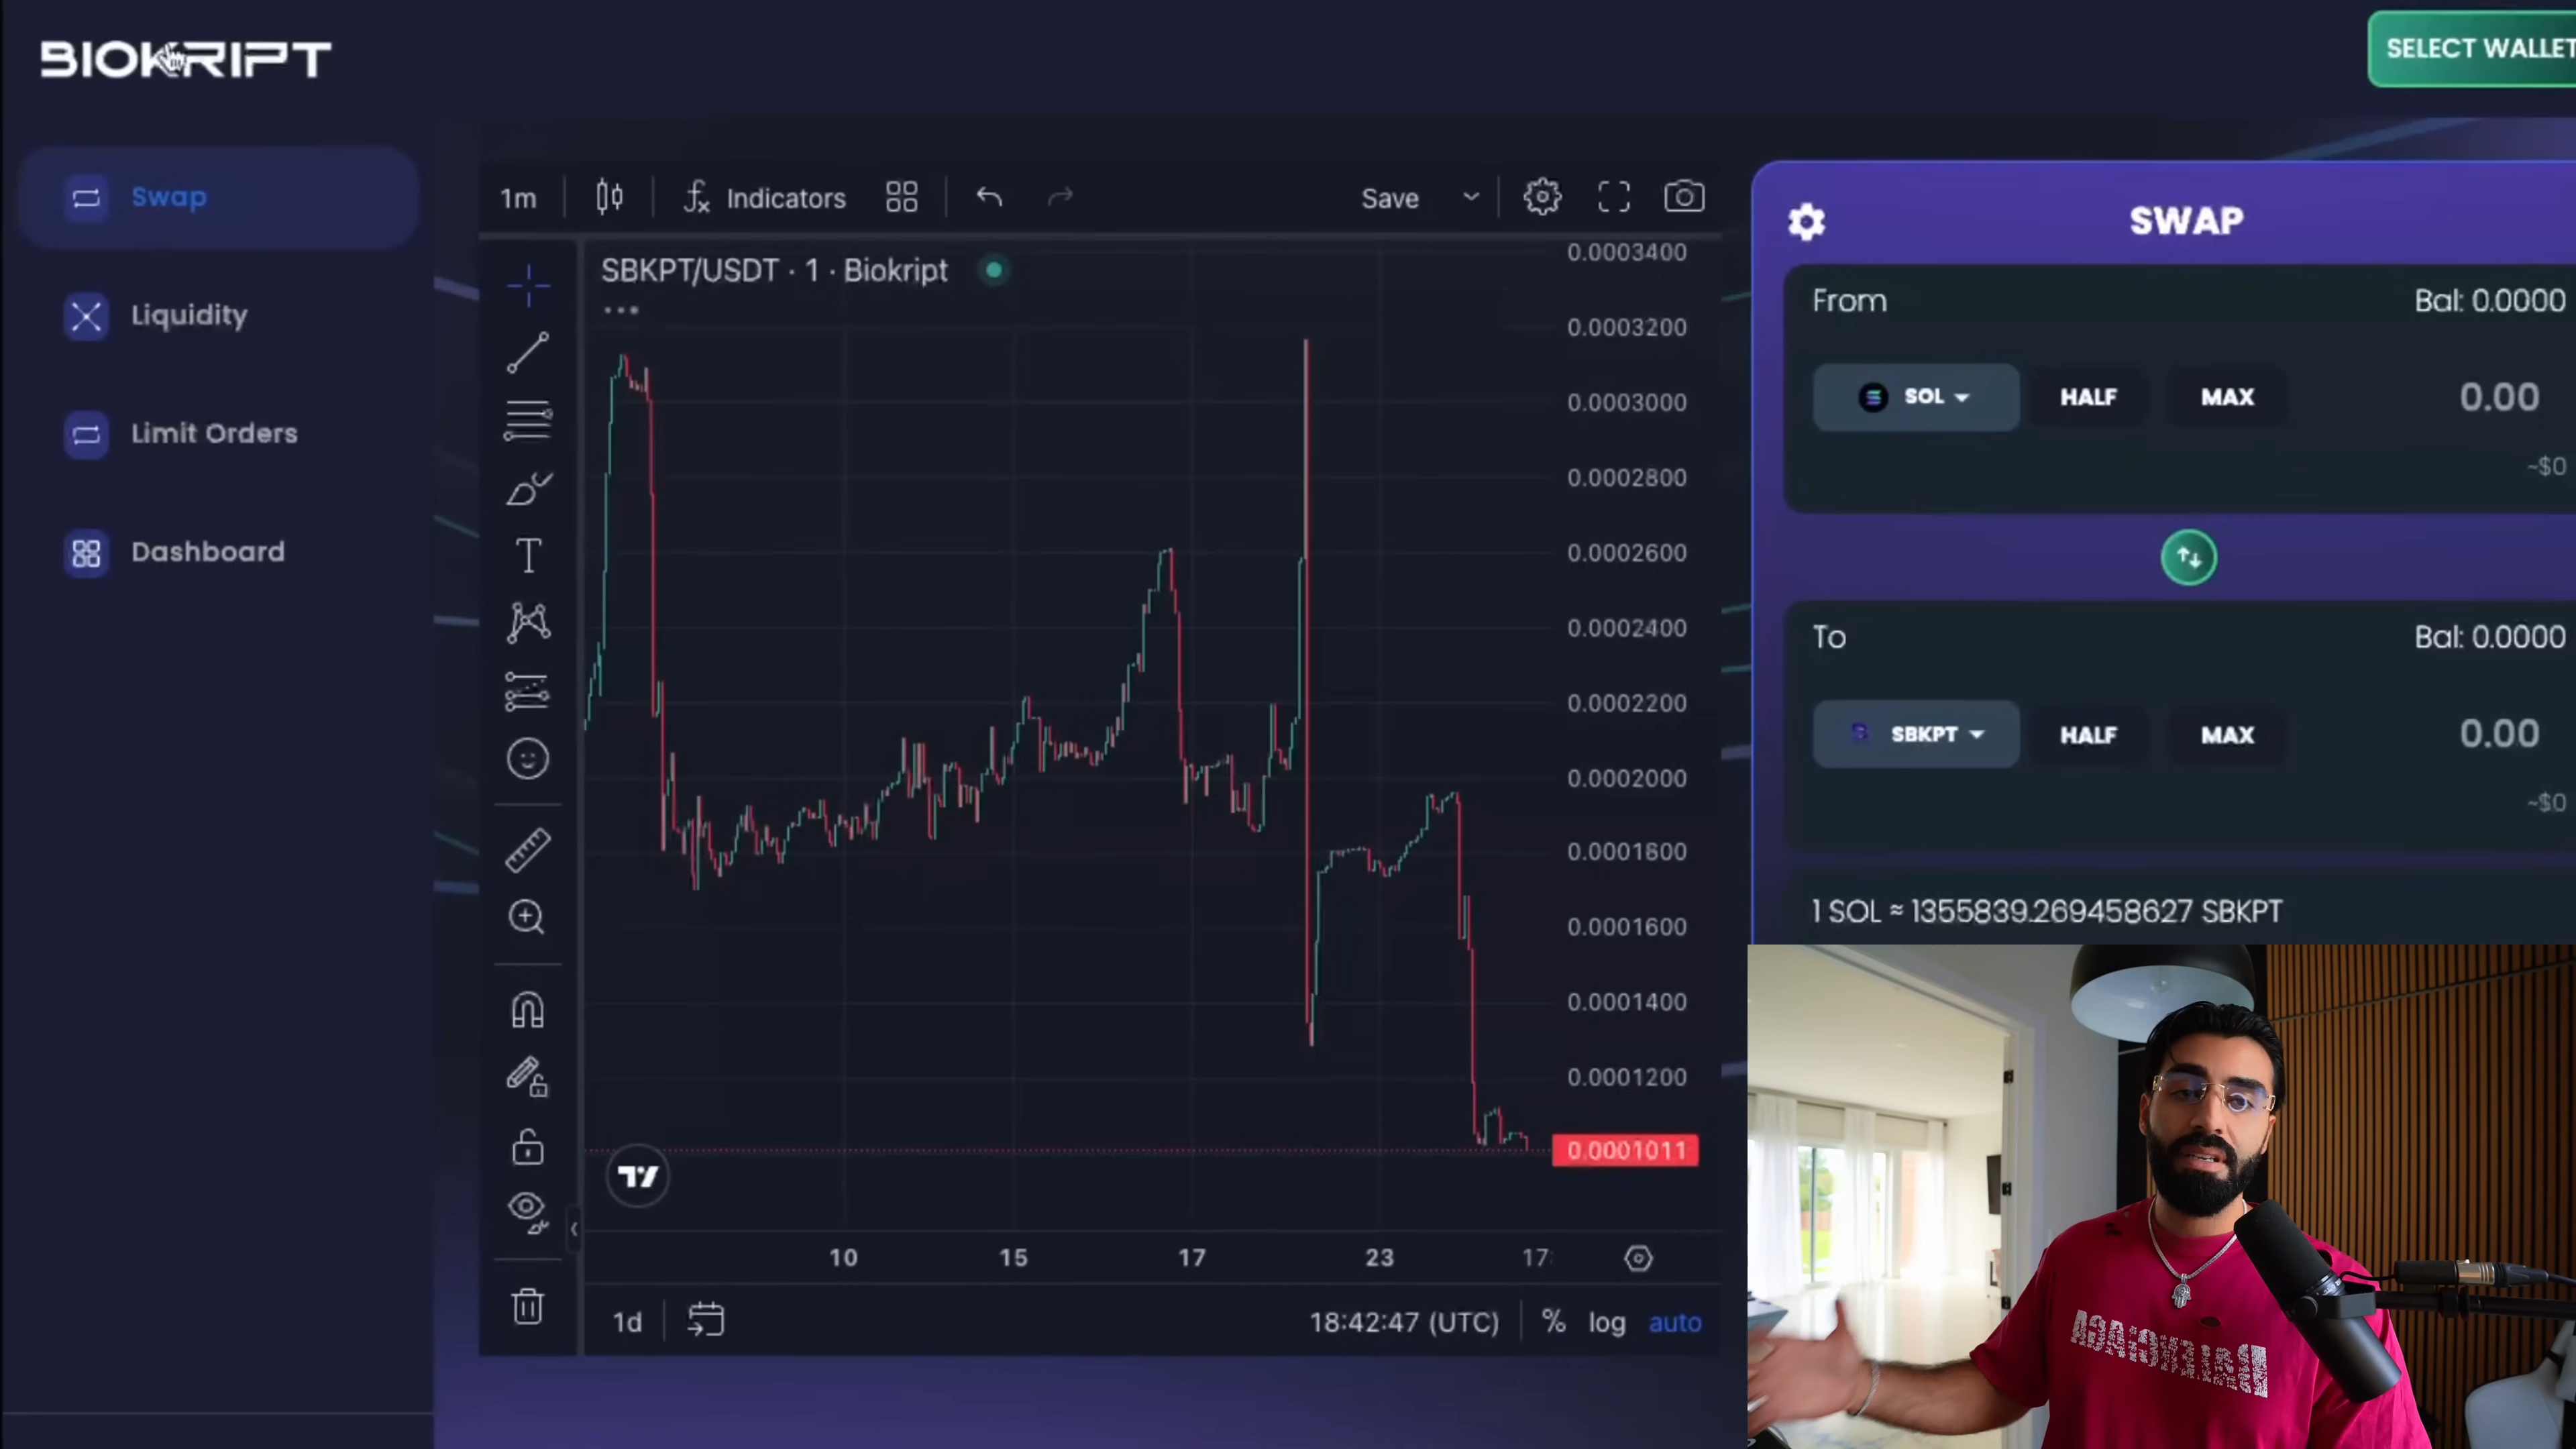 BIOKRIPT
SELECT WALLET
Swap
Liquidity
Limit Orders
Dashboard
1m
Indicators
Save
SBKPT/USDT · 1 · Biokript
0.0003400
0.0003200
0.0003000
0.0002800
0.0002600
0.0002400
0.0002200
0.0002000
0.0001800
0.0001600
0.0001400
0.0001200
0.0001011
10 15 17 23 17:
1d
18:42:47 (UTC) % log auto
SWAP
From Bal: 0.0000
SOL HALF MAX 0.00
~$0
To Bal: 0.0000
SBKPT HALF MAX 0.00
~$0
1 SOL ≈ 1355839.269458627 SBKPT
BALENCIAGA